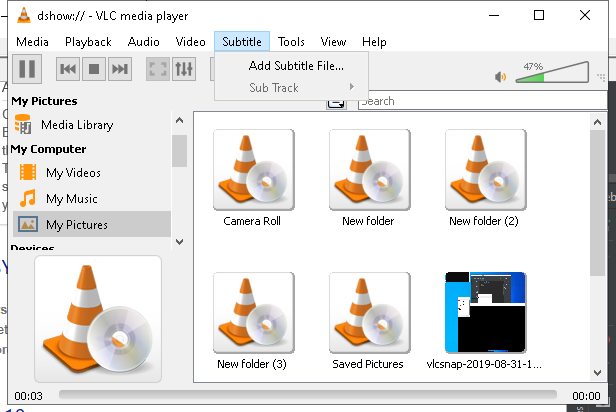 dshow:// - VLC media player
Media Playback Audio Video Subtitle Tools View Help
Add Subtitle File...
Sub Track
47%
My Pictures
Search
Media Library
My Computer
My Videos
My Music
My Pictures
Devices
Camera Roll
New folder
New folder (2)
New folder (3)
Saved Pictures
vlcsnap-2019-08-31-1...
00:03
00:00